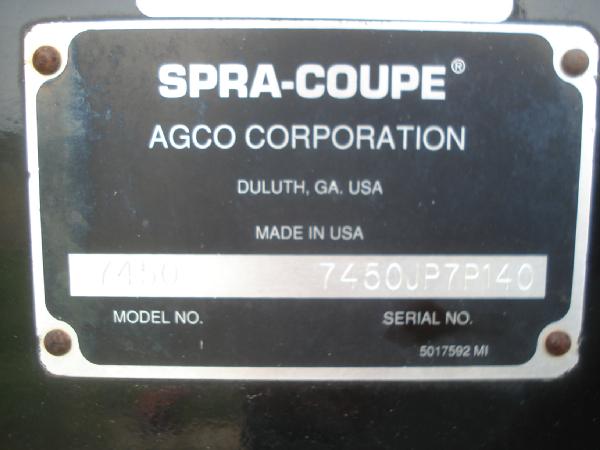 SPRA-COUPE®
AGCO CORPORATION
DULUTH, GA. USA
MADE IN USA
7450 7450JP7P140
MODEL NO. SERIAL NO.
5017592 MI